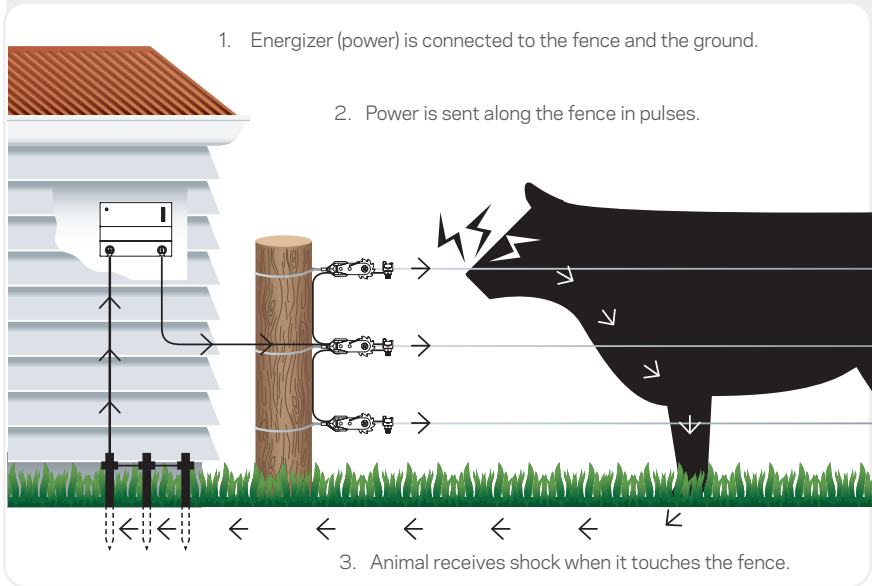 1. Energizer (power) is connected to the fence and the ground.
2. Power is sent along the fence in pulses.
3. Animal receives shock when it touches the fence.